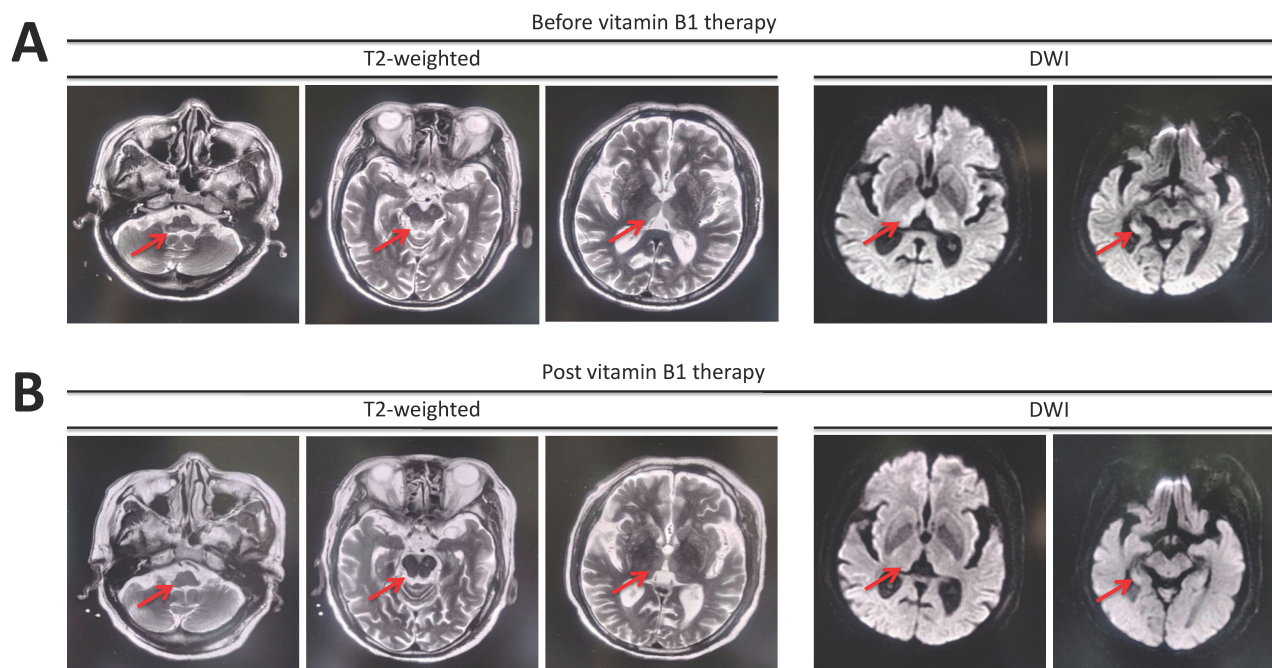 A
Before vitamin B1 therapy
T2-weighted
DWI
B
Post vitamin B1 therapy
T2-weighted
DWI